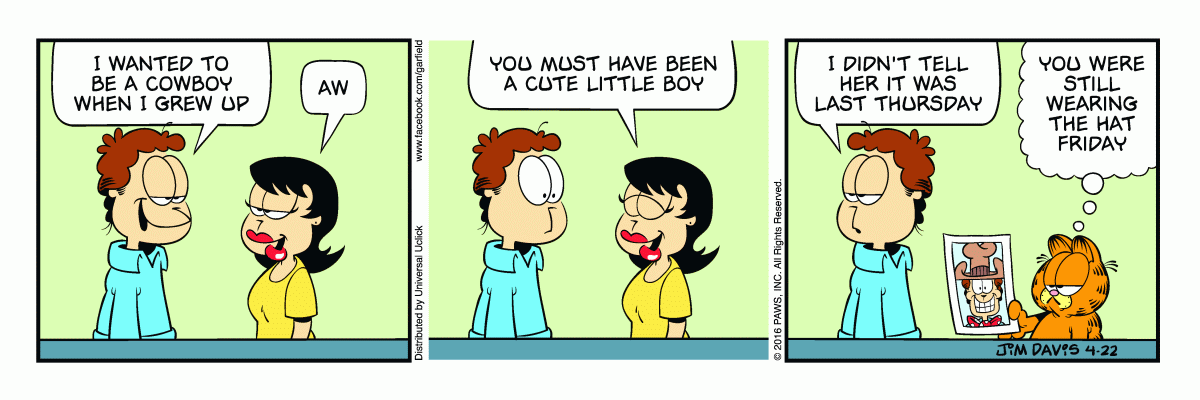 I WANTED TO
BE A COWBOY
WHEN I GREW UP
AW
Distributed by Universal Uclick
www.facebook.com/garfield
YOU MUST HAVE BEEN
A CUTE LITTLE BOY
© 2016 PAWS, INC. All Rights Reserved.
I DIDN'T TELL
HER IT WAS
LAST THURSDAY
YOU WERE
STILL
WEARING
THE HAT
FRIDAY
JIM DAVIS 4-22